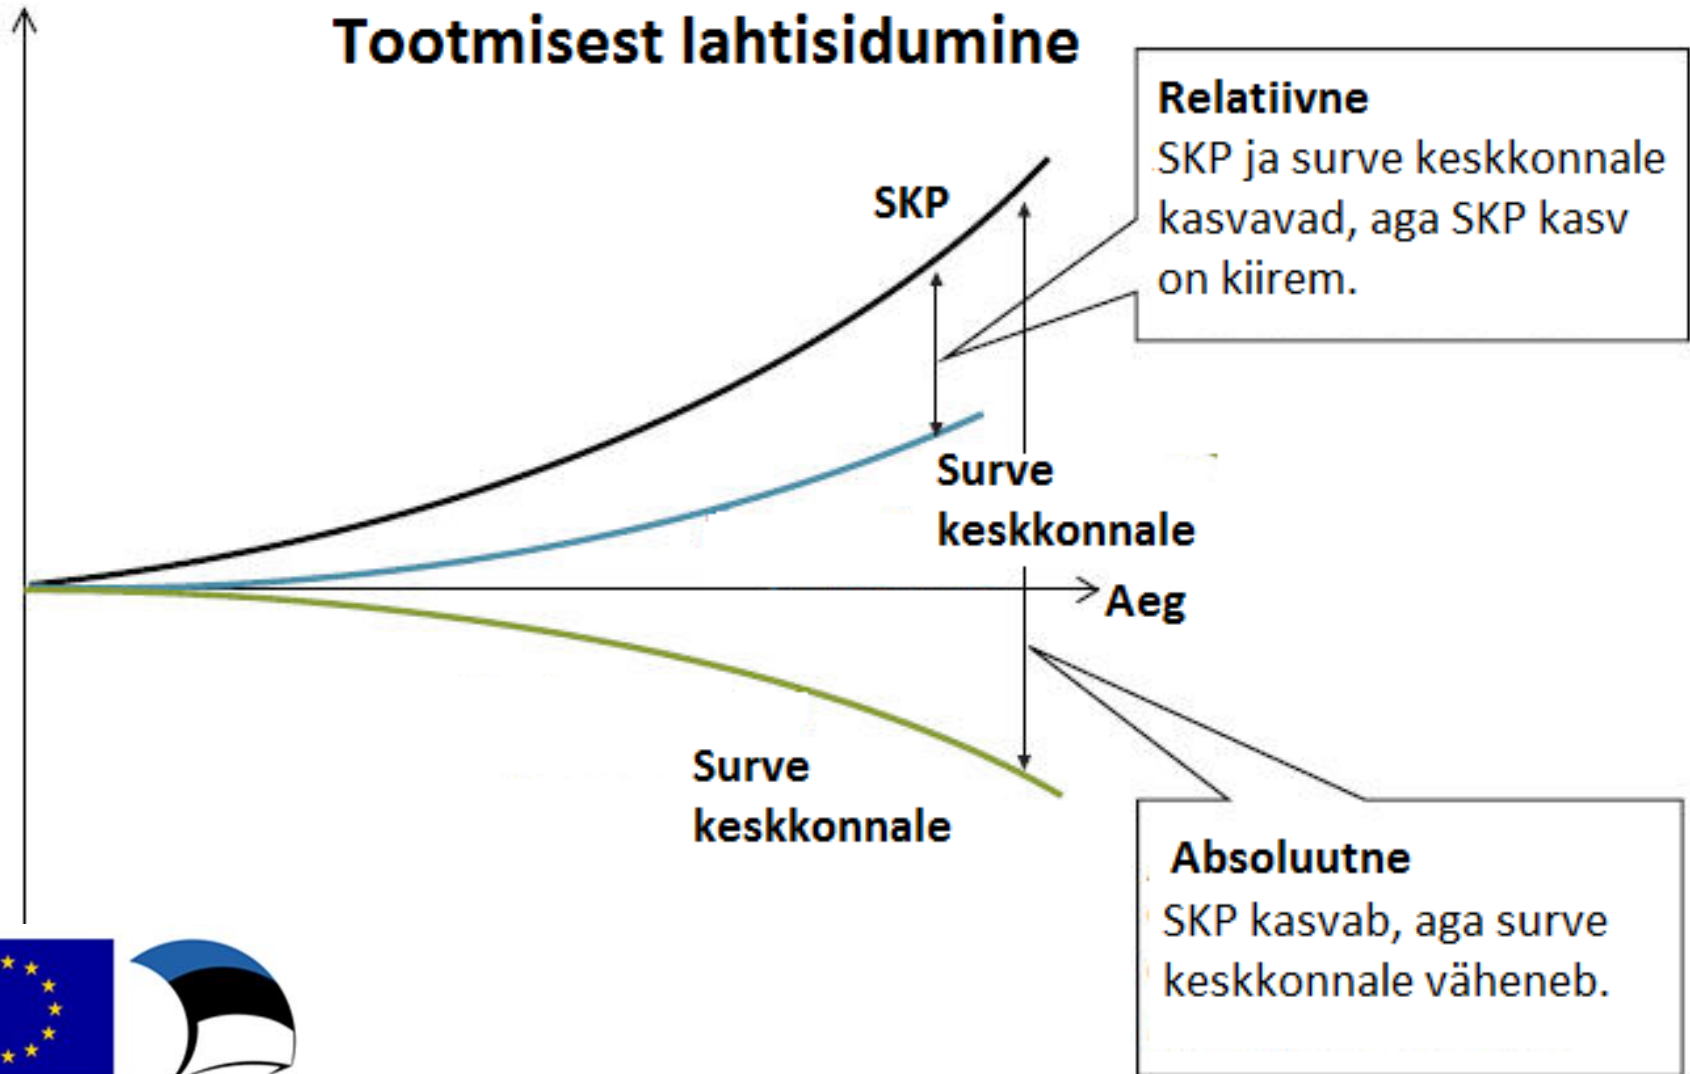 Tootmisest lahtisidumine
Relatiivne
SKP ja surve keskkonnale
kasvavad, aga SKP kasv
on kiirem.
SKP
Surve
keskkonnale
Aeg
Surve
keskkonnale
Absoluutne
SKP kasvab, aga surve
keskkonnale väheneb.